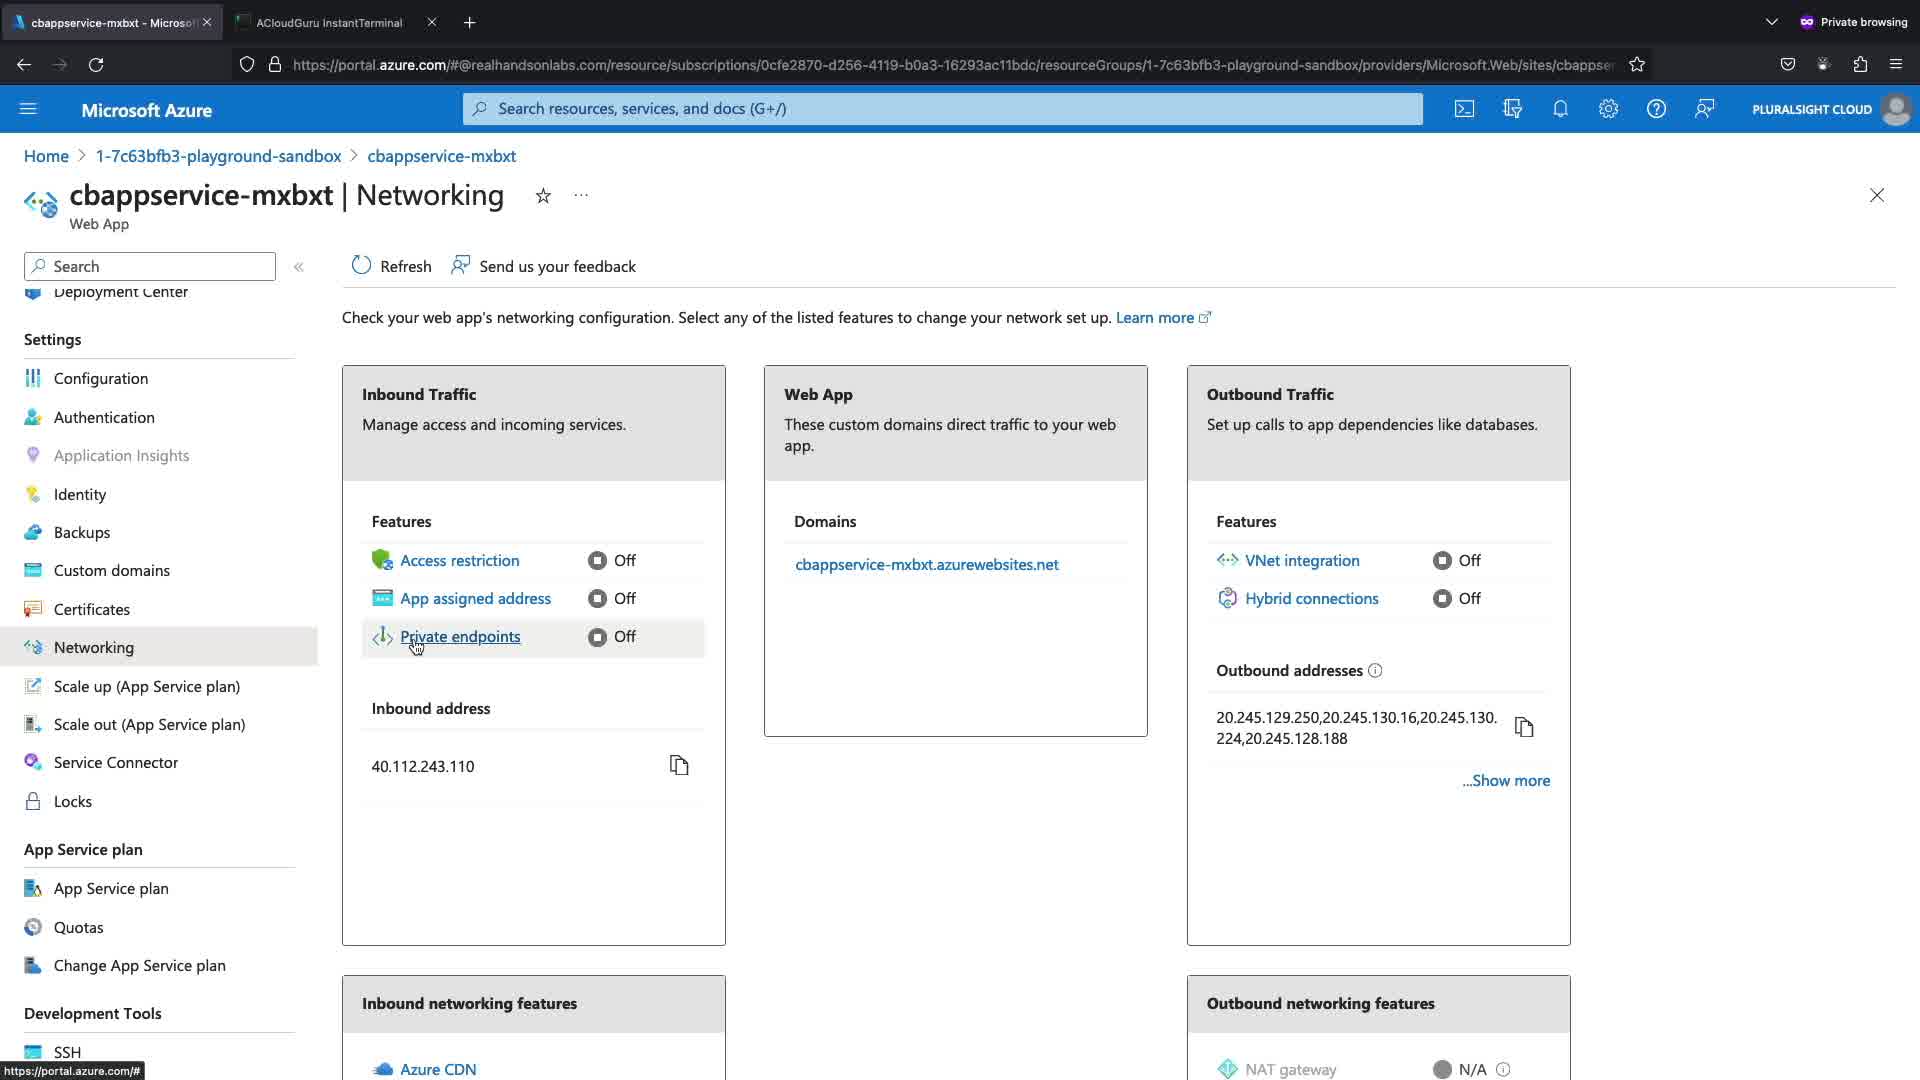 cbappservice-mxbxt - Microsof
ACloudGuru InstantTerminal
Private browsing
https://portal.azure.com/#@realhandsonlabs.com/resource/subscriptions/0cfe2870-d256-4119-b0a3-16293ac11bdc/resourceGroups/1-7c63bfb3-playground-sandbox/providers/Microsoft.Web/sites/cbappser
Microsoft Azure
Search resources, services, and docs (G+/)
PLURALSIGHT CLOUD
Home > 1-7c63bfb3-playground-sandbox > cbappservice-mxbxt
cbappservice-mxbxt | Networking
Web App
Search
Refresh
Send us your feedback
Deployment Center
Settings
Configuration
Authentication
Application Insights
Identity
Backups
Custom domains
Certificates
Networking
Scale up (App Service plan)
Scale out (App Service plan)
Service Connector
Locks
App Service plan
App Service plan
Quotas
Change App Service plan
Development Tools
SSH
https://portal.azure.com/#
Check your web app's networking configuration. Select any of the listed features to change your network set up. Learn more
Inbound Traffic
Manage access and incoming services.
Features
Access restriction Off
App assigned address Off
Private endpoints Off
Inbound address
40.112.243.110
Inbound networking features
Azure CDN
Web App
These custom domains direct traffic to your web
app.
Domains
cbappservice-mxbxt.azurewebsites.net
Outbound Traffic
Set up calls to app dependencies like databases.
Features
VNet integration Off
Hybrid connections Off
Outbound addresses
20.245.129.250,20.245.130.16,20.245.130.
224,20.245.128.188
...Show more
Outbound networking features
NAT gateway N/A